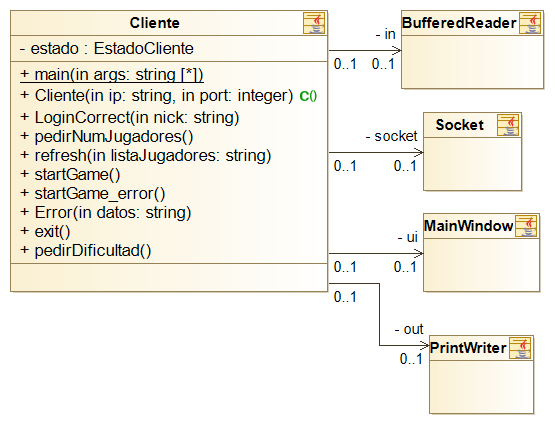 Cliente
- estado : EstadoCliente
+ main(in args: string [*])
+ Cliente(in ip: string, in port: integer) C()
+ LoginCorrect(in nick: string)
+ pedirNumJugadores()
+ refresh(in listaJugadores: string)
+ startGame()
+ startGame_error()
+ Error(in datos: string)
+ exit()
+ pedirDificultad()
- in
0..1 0..1
BufferedReader
- socket
0..1 0..1
Socket
- ui
0..1 0..1
MainWindow
0..1
- out
0..1
PrintWriter